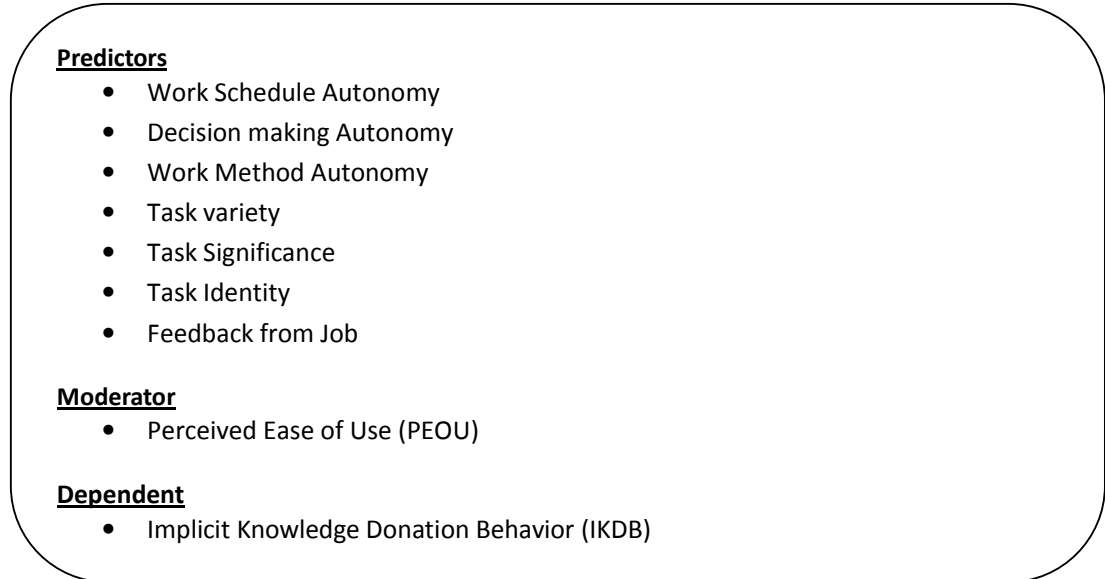 Predictors
• Work Schedule Autonomy
• Decision making Autonomy
• Work Method Autonomy
• Task variety
• Task Significance
• Task Identity
• Feedback from Job
Moderator
• Perceived Ease of Use (PEOU)
Dependent
• Implicit Knowledge Donation Behavior (IKDB)